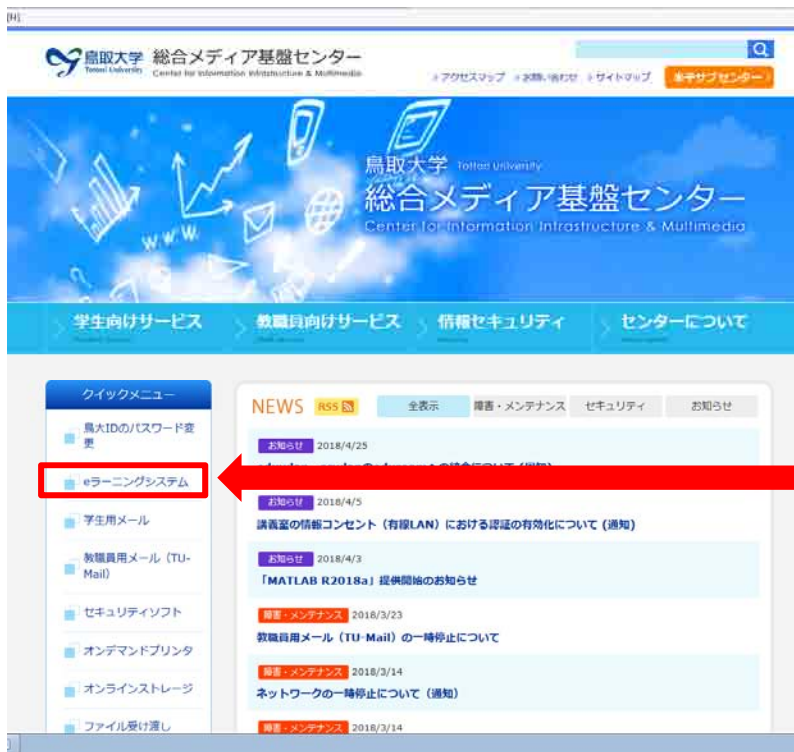 [H]
鳥取大学 総合メディア基盤センター
Tottori University Center for Information Infrastructure & Multimedia
アクセスマップ お問い合わせ サイトマップ 米子サブセンター
WWW
鳥取大学 Tottori University
総合メディア基盤センター
Center for Information Infrastructure & Multimedia
学生向けサービス 教職員向けサービス 情報セキュリティ センターについて
クイックメニュー
鳥大IDのパスワード変
更
eラーニングシステム
学生用メール
教職員用メール(TU-
Mail)
セキュリティソフト
オンデマンドプリンタ
オンラインストレージ
ファイル受け渡し
NEWS RSS 全表示 障害・メンテナンス セキュリティ お知らせ
お知らせ 2018/4/25
お知らせ 2018/4/5
講義室の情報コンセント(有線LAN)における認証の有効化について (通知)
お知らせ 2018/4/3
「MATLAB R2018a」提供開始のお知らせ
障害・メンテナンス 2018/3/23
教職員用メール(TU-Mail)の一時停止について
障害・メンテナンス 2018/3/14
ネットワークの一時停止について(通知)
障害・メンテナンス 2018/3/14